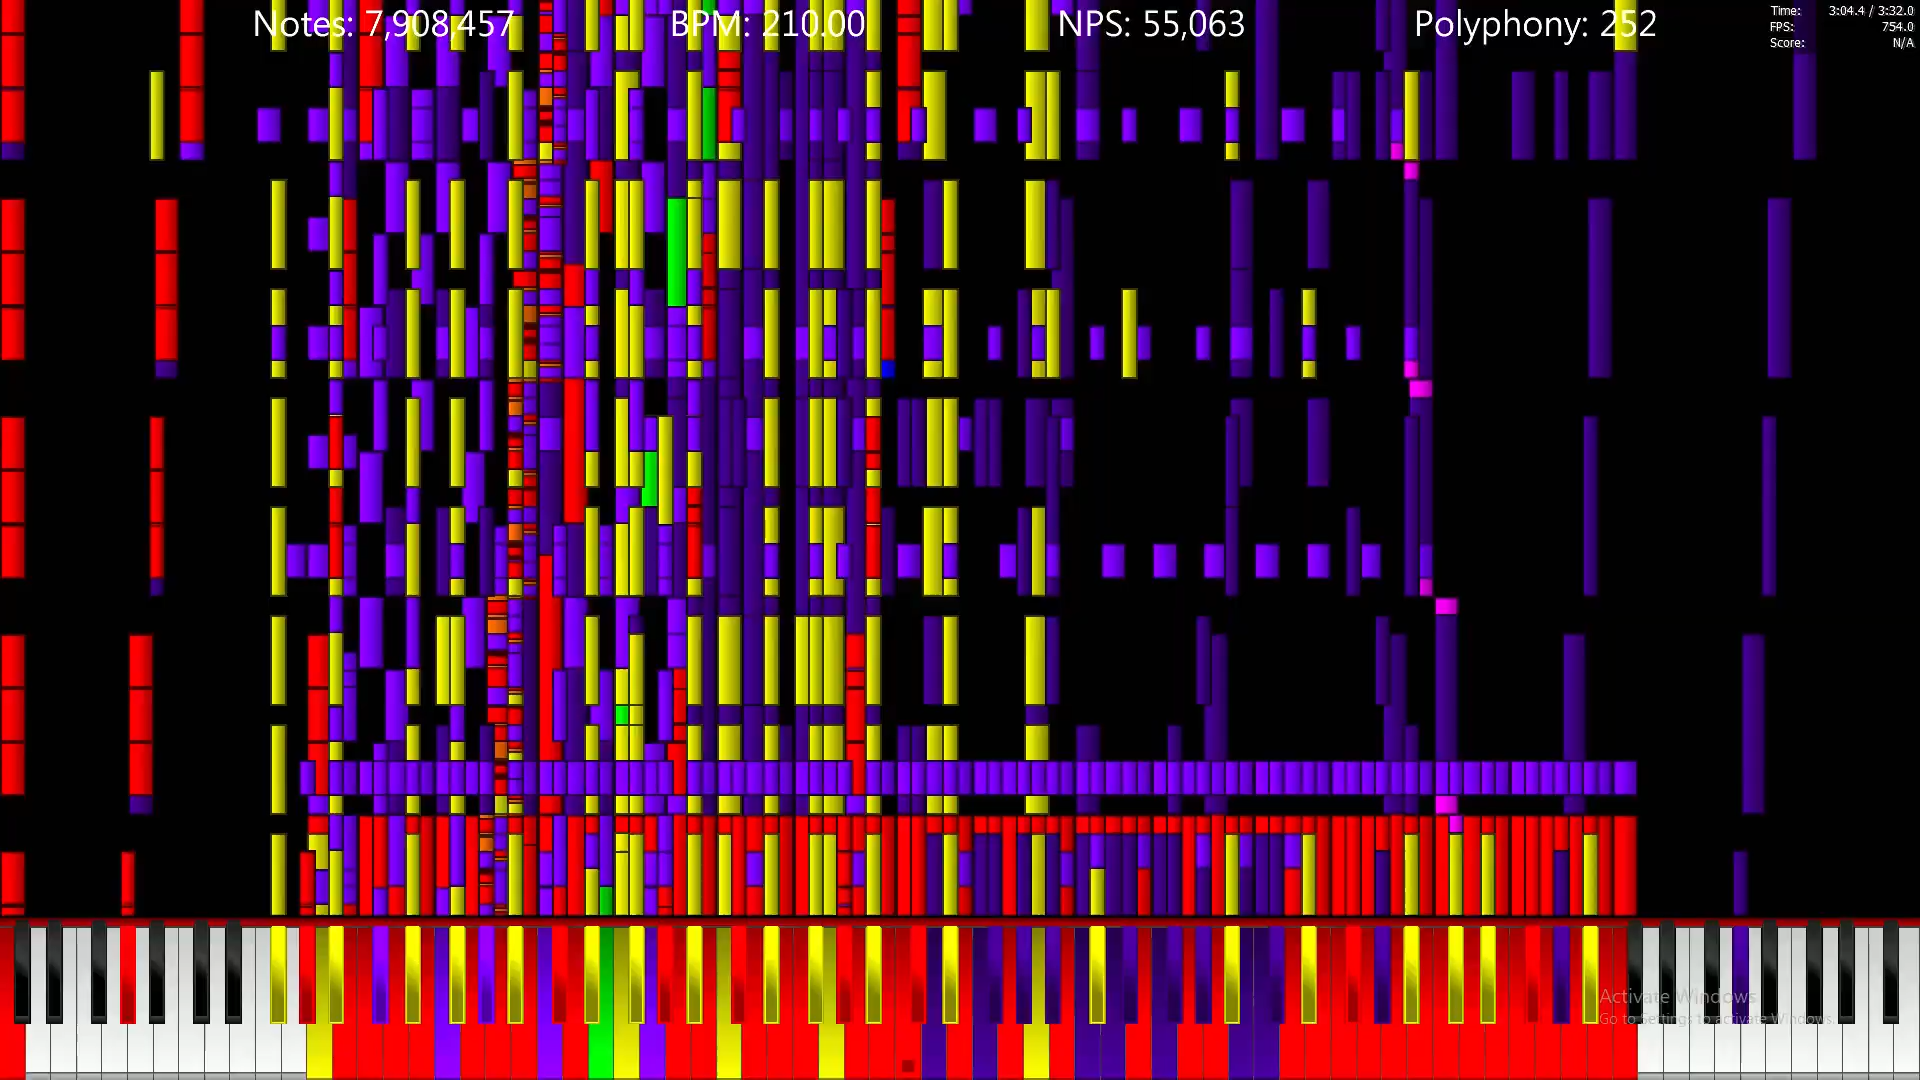 Notes: 7,908,457 BPM: 210.00 NPS: 55,063 Polyphony: 252
Time: 3:04.4 / 3:32.0
FPS: 754.0
Score: N/A
Activate Windows
Go to Settings to activate Windows.